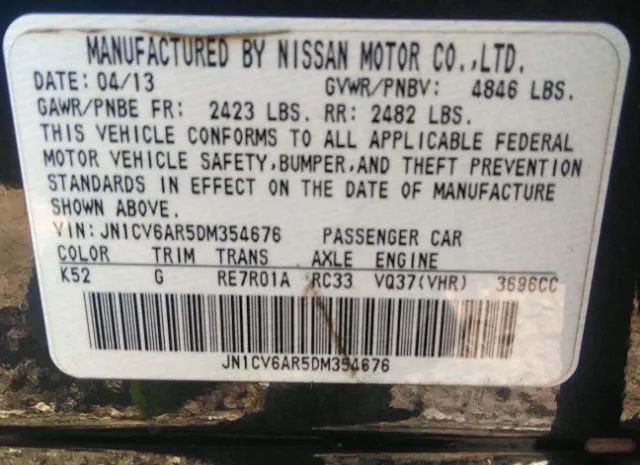 MANUFACTURED BY NISSAN MOTOR CO.,LTD.
DATE: 04/13 GVWR/PNBV: 4846 LBS.
GAWR/PNBE FR: 2423 LBS. RR: 2482 LBS.
THIS VEHICLE CONFORMS TO ALL APPLICABLE FEDERAL
MOTOR VEHICLE SAFETY,BUMPER,AND THEFT PREVENTION
STANDARDS IN EFFECT ON THE DATE OF MANUFACTURE
SHOWN ABOVE.
VIN: JN1CV6AR5DM354676 PASSENGER CAR
COLOR TRIM TRANS AXLE ENGINE
K52 G RE7R01A RC33 VQ37(VHR) 3696CC
JN1CV6AR5DM354676